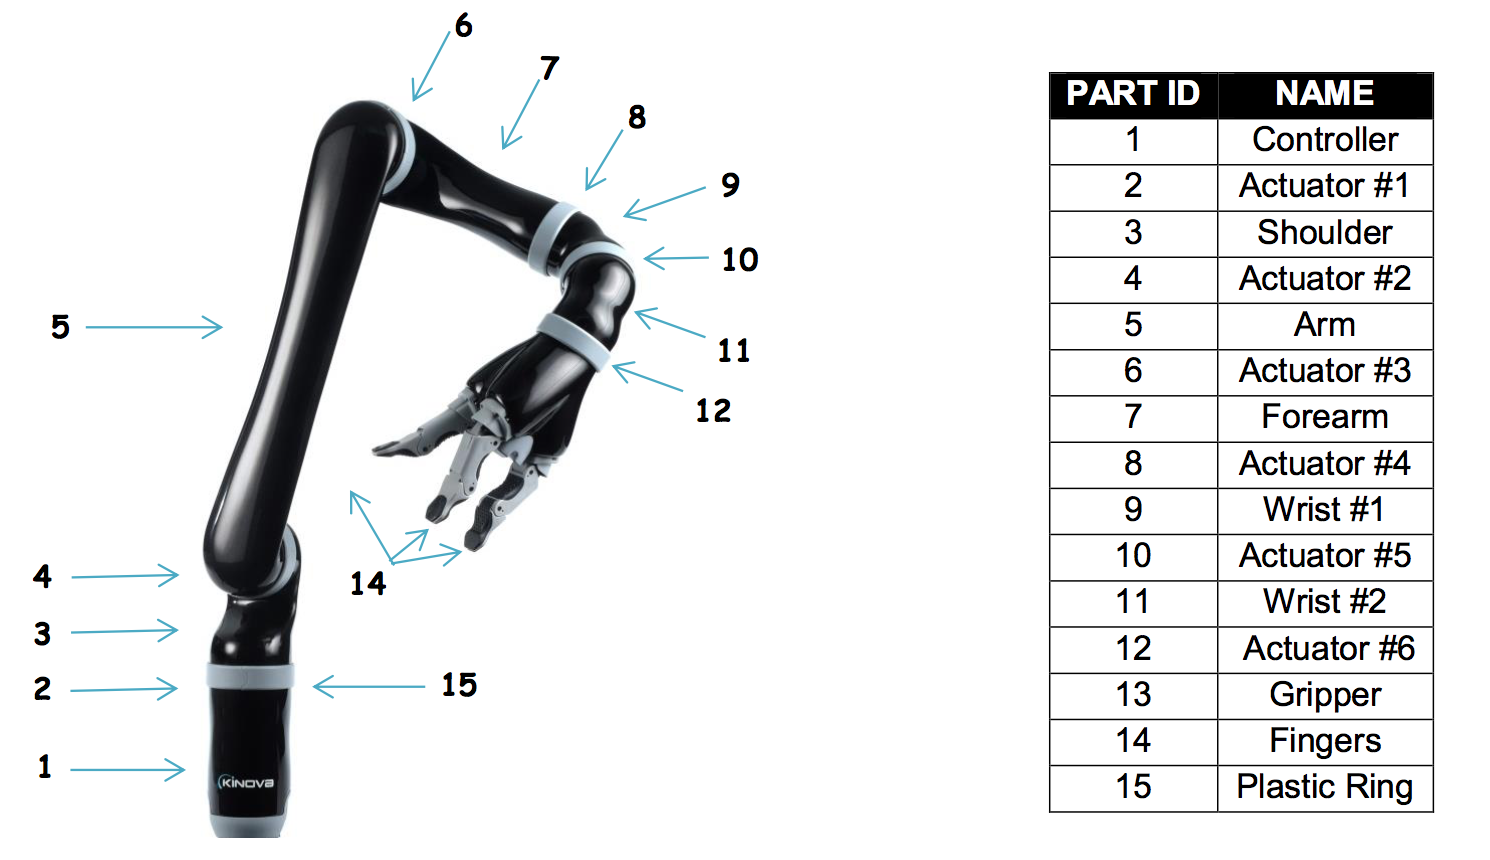 6
7
8
9
10
5
11
12
14
4
3
2
15
1
KINOVA
PART ID NAME
1 Controller
2 Actuator #1
3 Shoulder
4 Actuator #2
5 Arm
6 Actuator #3
7 Forearm
8 Actuator #4
9 Wrist #1
10 Actuator #5
11 Wrist #2
12 Actuator #6
13 Gripper
14 Fingers
15 Plastic Ring